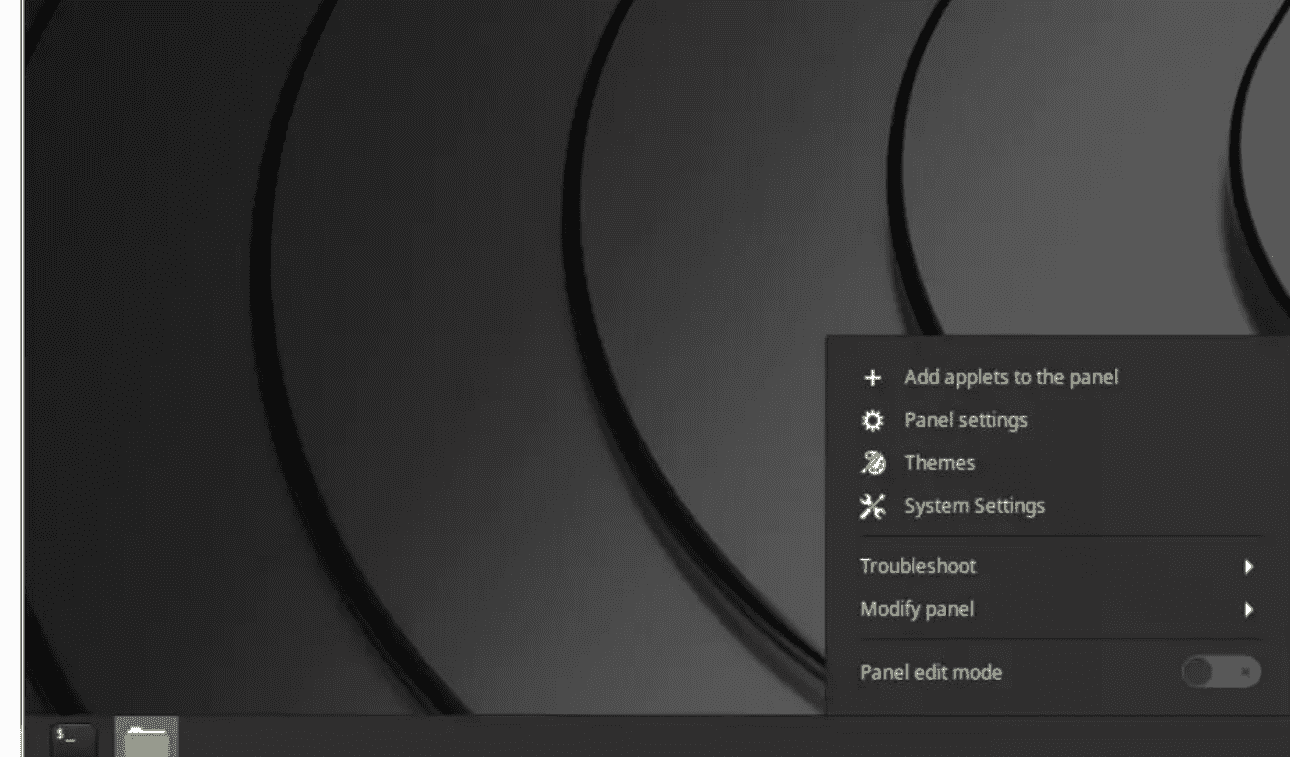 Add applets to the panel
Panel settings
Themes
System Settings
Troubleshoot
Modify panel
Panel edit mode
$_